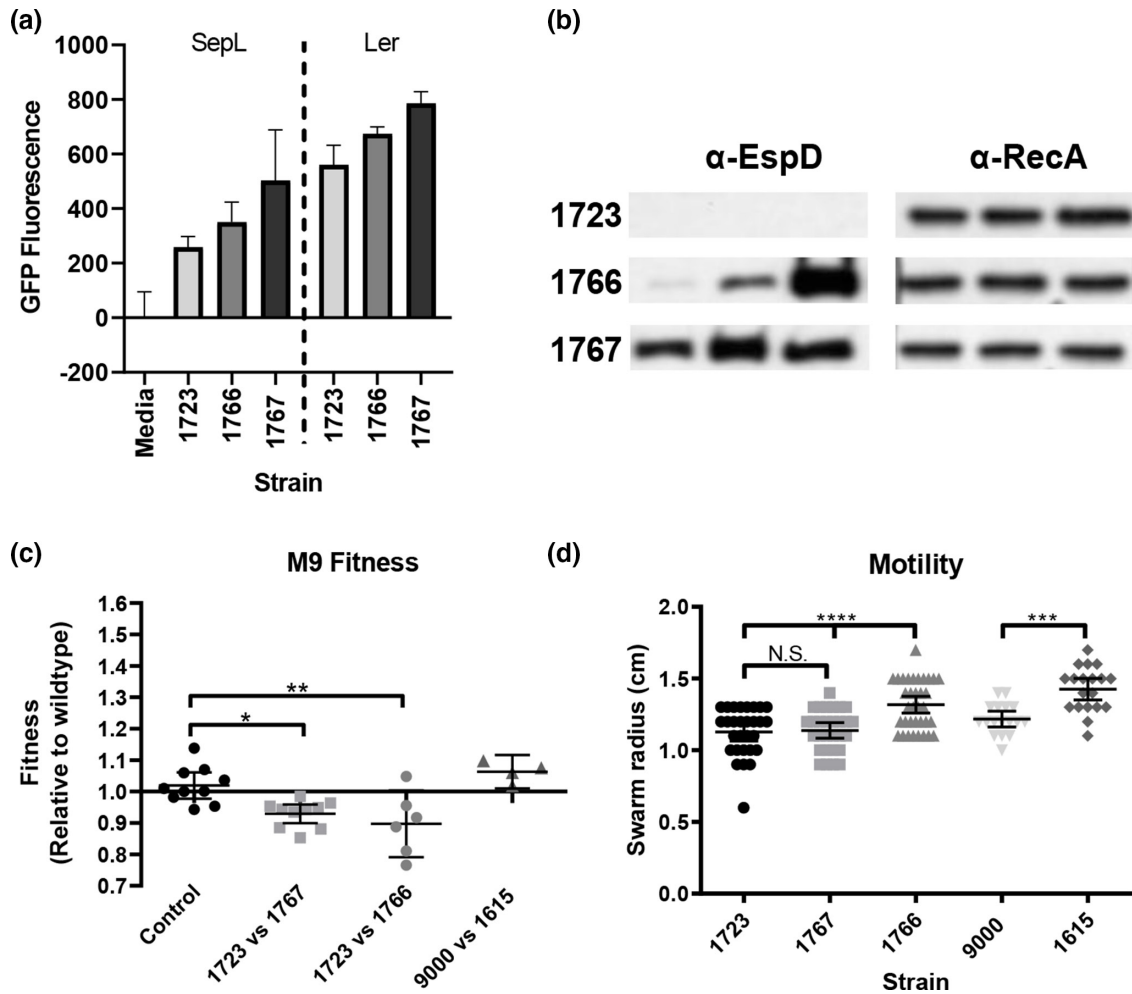 (a)
SepL
Ler
1000
800
600
400
200
0
-200
GFP Fluorescence
Media
1723
1766
1767
1723
1766
1767
Strain
(b)
α-EspD
α-RecA
1723
1766
1767
(c)
M9 Fitness
1.6
1.5
1.4
1.3
1.2
1.1
1.0
0.9
0.8
0.7
Fitness
(Relative to widtype)
**
*
Control
1723 vs 1767
1723 vs 1766
9000 vs 1615
(d)
Motility
2.0
1.5
1.0
0.5
0.0
Swarm radius (cm)
****
N.S.
***
1723
1767
1766
9000
1615
Strain